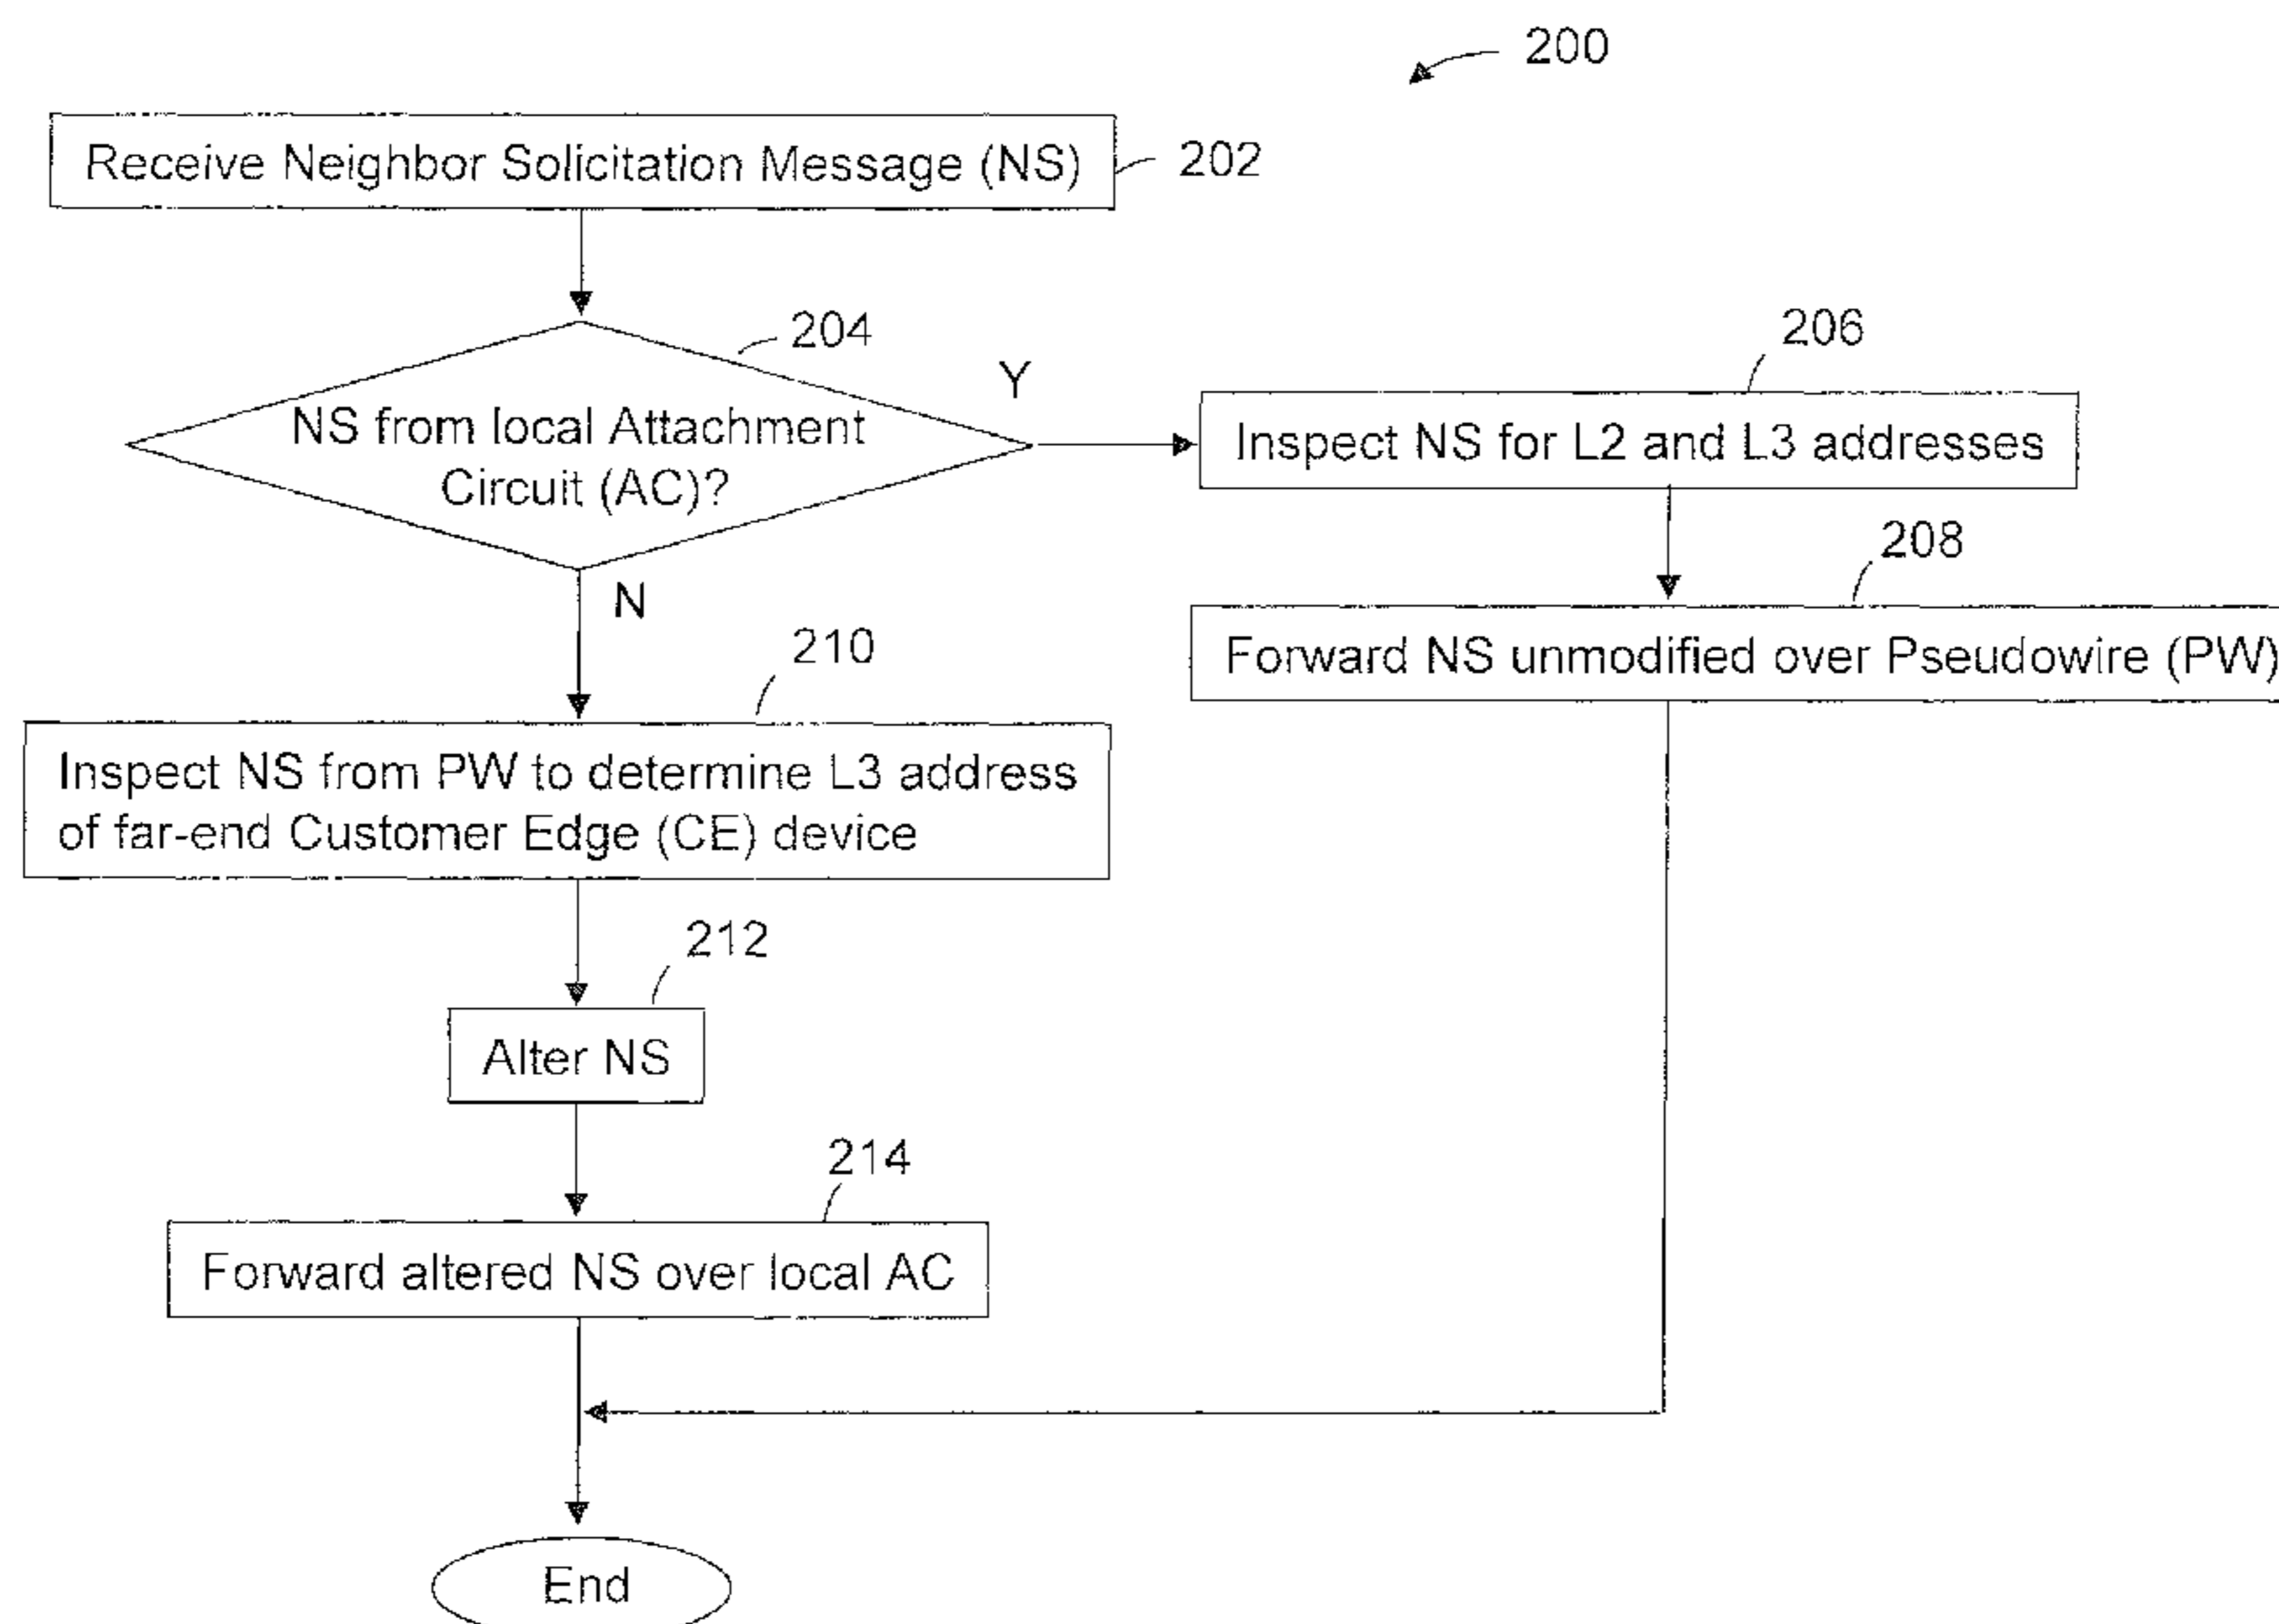 200
Receive Neighbor Solicitation Message (NS)
202
204
NS from local Attachment
Circuit (AC)?
Y
206
Inspect NS for L2 and L3 addresses
208
Forward NS unmodified over Pseudowire (PW)
N
210
Inspect NS from PW to determine L3 address
of far-end Customer Edge (CE) device
212
Alter NS
214
Forward altered NS over local AC
End